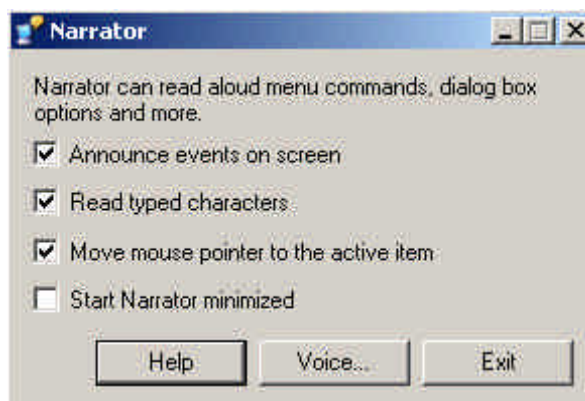 Narrator
Narrator can read aloud menu commands, dialog box
options and more.
Announce events on screen
Read typed characters
Move mouse pointer to the active item
Start Narrator minimized
Help Voice... Exit